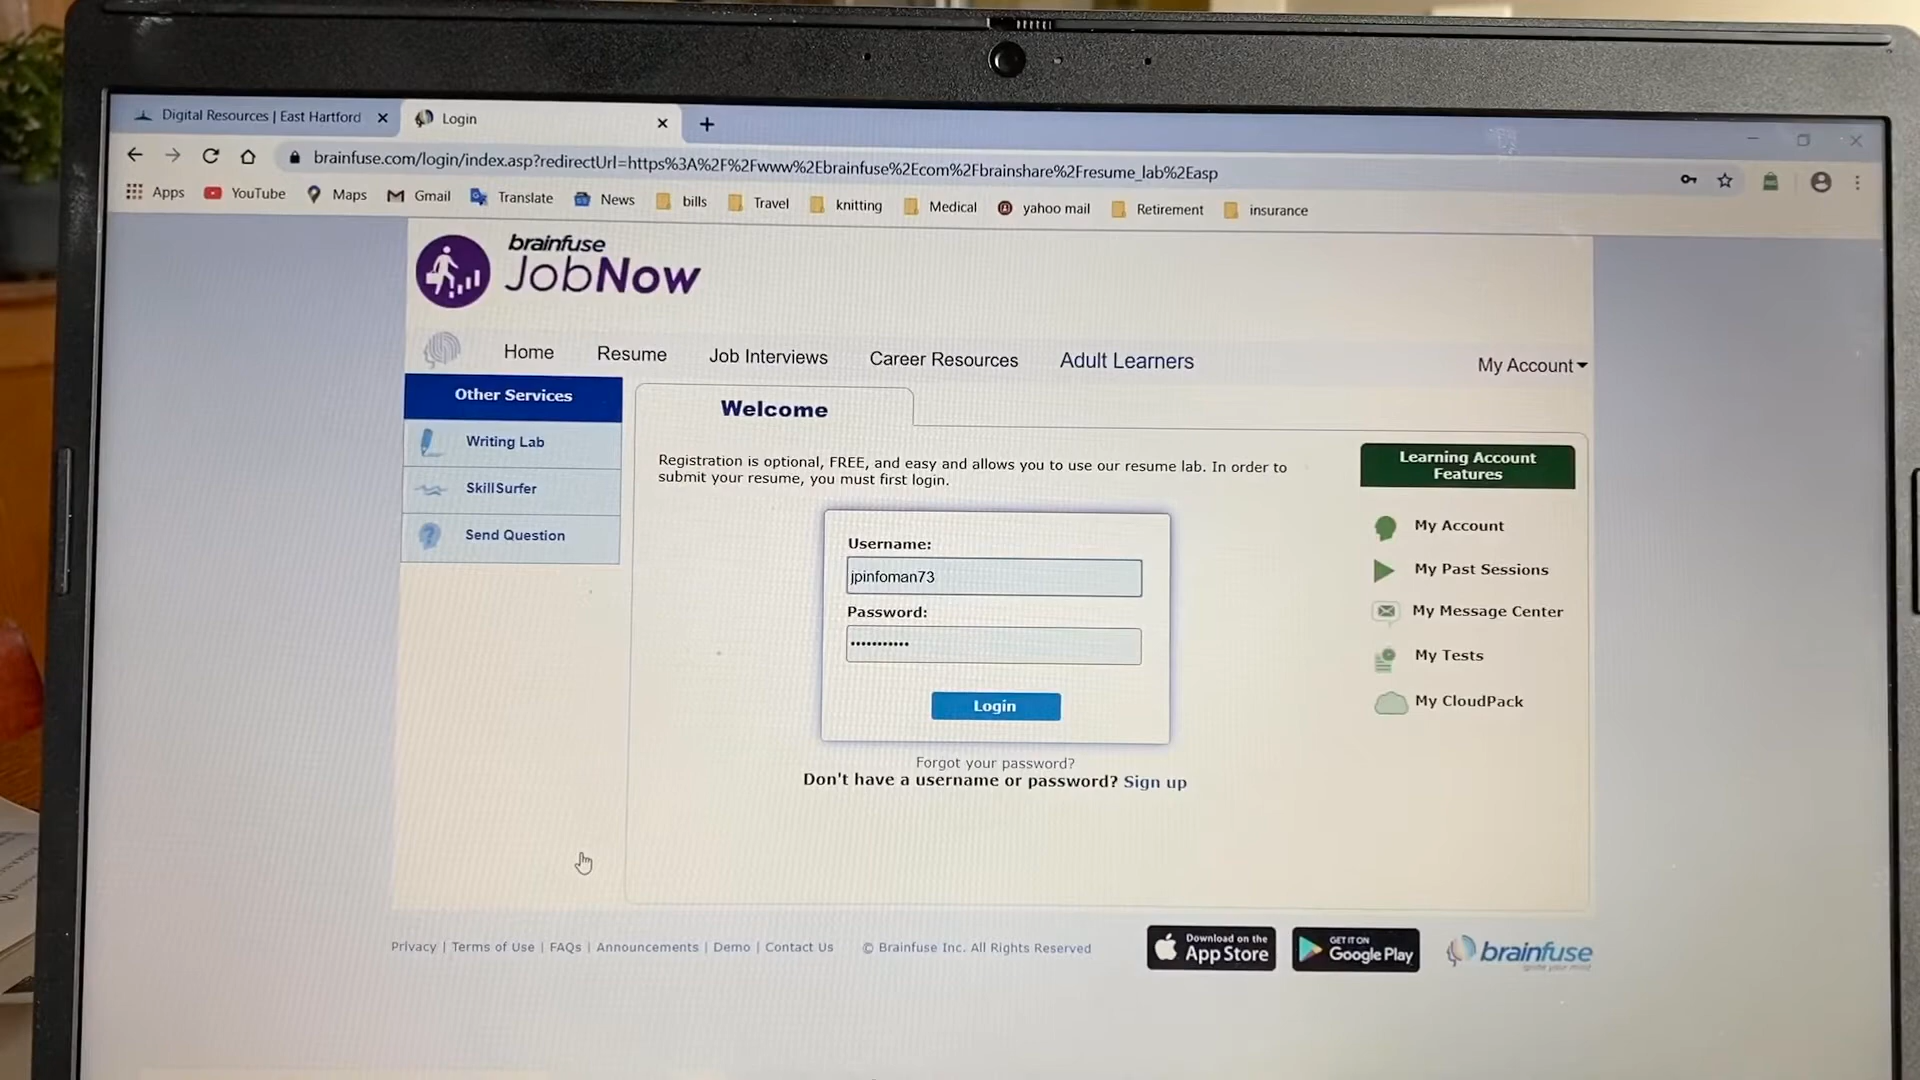 Digital Resources | East Hartford
Login
brainfuse.com/login/index.asp?redirectUrl=https%3A%2F%2Fwww%2Ebrainfuse%2Ecom%2Fbrainshare%2Fresume_lab%2Easp
Apps YouTube Maps Gmail Translate News bills Travel knitting Medical yahoo mail Retirement insurance
brainfuse
JobNow
Home Resume Job Interviews Career Resources Adult Learners My Account
Other Services
Writing Lab
SkillSurfer
Send Question
Welcome
Registration is optional, FREE, and easy and allows you to use our resume lab. In order to
submit your resume, you must first login.
Username:
jpinfoman73
Password:
•••••••••••
Login
Forgot your password?
Don't have a username or password? Sign up
Learning Account
Features
My Account
My Past Sessions
My Message Center
My Tests
My CloudPack
Privacy | Terms of Use | FAQs | Announcements | Demo | Contact Us © Brainfuse Inc. All Rights Reserved
Download on the
App Store
GET IT ON
Google Play
brainfuse
ignite your mind